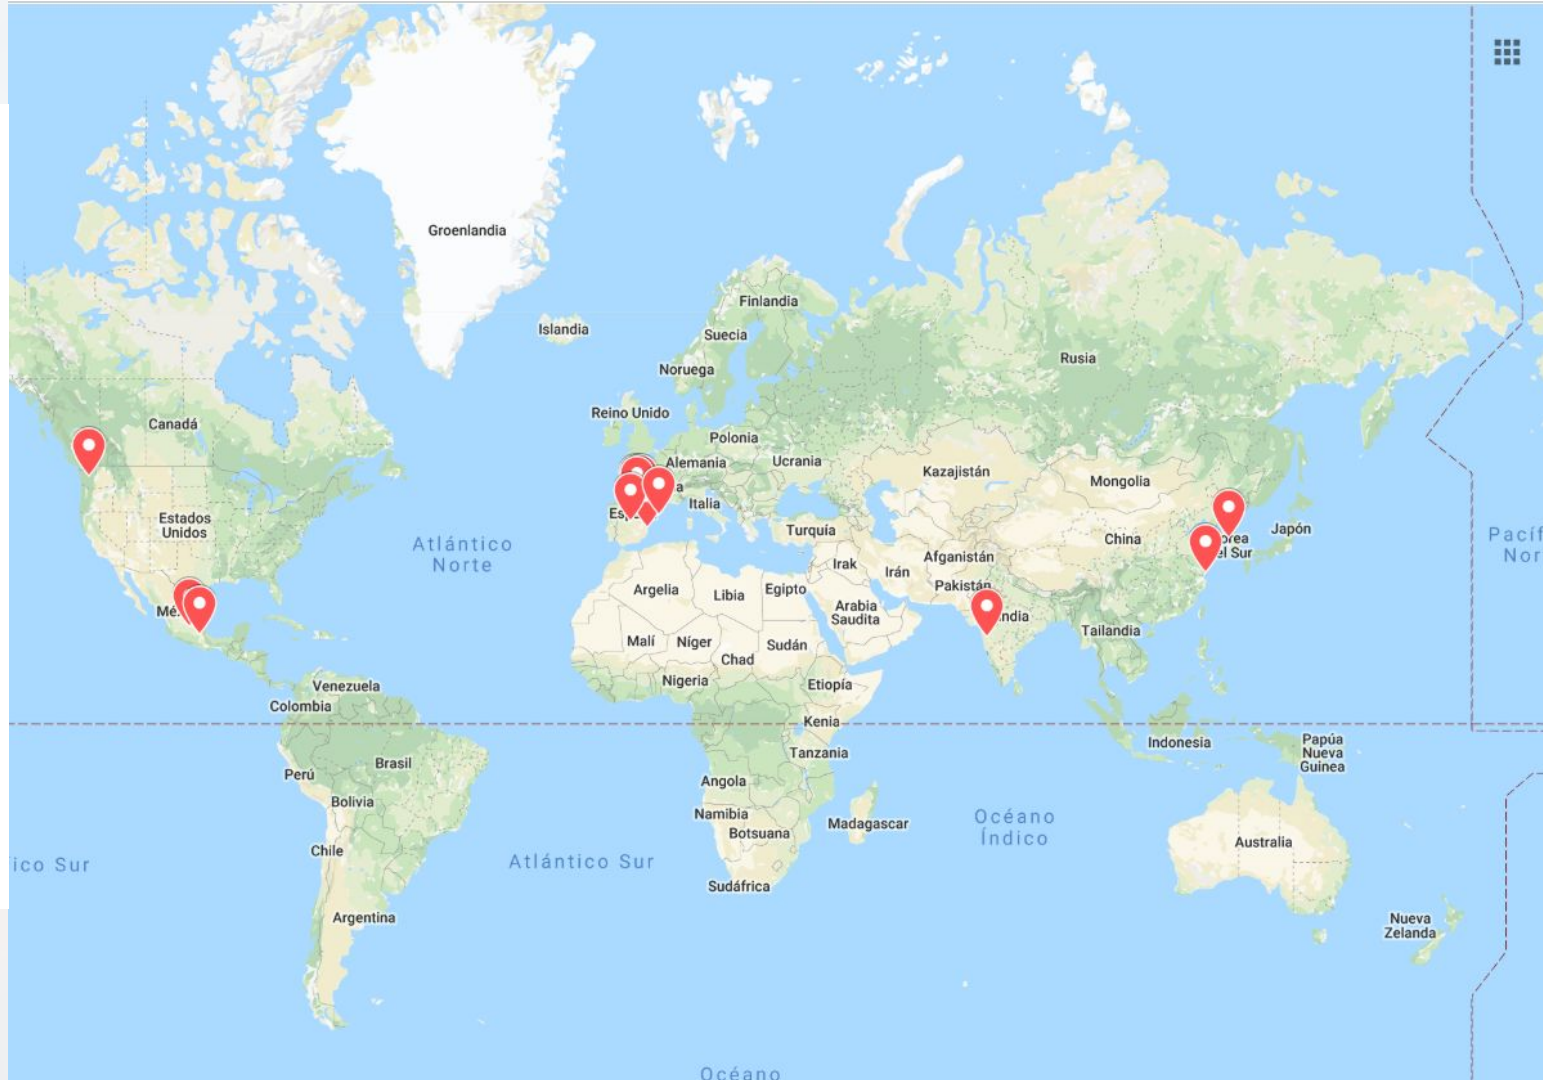 Groenlandia
Finlandia
Islandia
Suecia
Rusia
Noruega
Reino Unido
Canadá
Polonia
Alemania
Ucrania
Kazajistán
Mongolia
Italia
Estados
Unidos
Turquía
Japón
China
Atlántico
Norte
Afganistán
Irak
Irán
Pakistán
Argelia
Libia
Egipto
Arabia
Saudita
Tailandia
Malí
Níger
Sudán
Chad
Nigeria
Etiopía
Venezuela
Colombia
Kenia
Indonesia
Papúa
Nueva
Guinea
Tanzania
Perú
Brasil
Angola
Bolivia
Namibia
Botsuana
Madagascar
Océano
Índico
Australia
Chile
ico Sur
Atlántico Sur
Sudáfrica
Argentina
Nueva
Zelanda
Océano